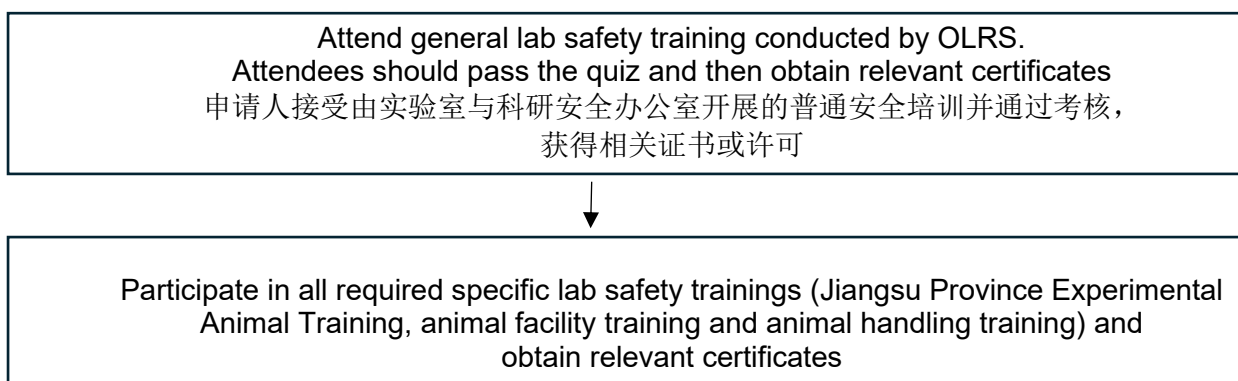 Attend general lab safety training conducted by OLRS.
Attendees should pass the quiz and then obtain relevant certificates
申请人接受由实验室与科研安全办公室开展的普通安全培训并通过考核，
获得相关证书或许可
Participate in all required specific lab safety trainings (Jiangsu Province Experimental
Animal Training, animal facility training and animal handling training) and
obtain relevant certificates